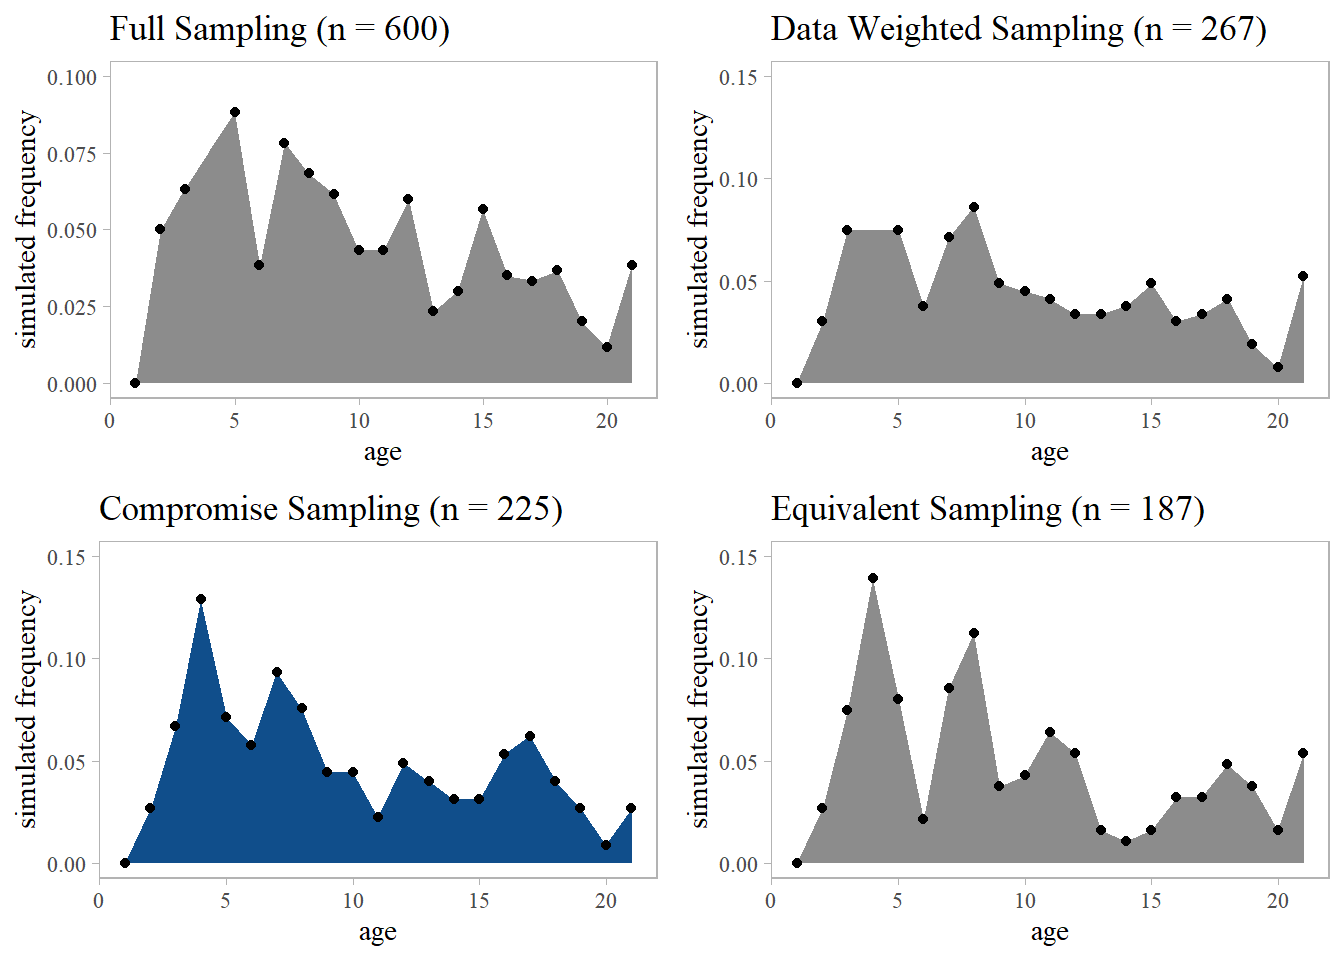 Full Sampling (n = 600)
0.100
0.075
0.050
0.025
0.000
simulated frequency
0 5 10 15 20
age
Data Weighted Sampling (n = 267)
0.15
0.10
0.05
0.00
simulated frequency
0 5 10 15 20
age
Compromise Sampling (n = 225)
0.15
0.10
0.05
0.00
simulated frequency
0 5 10 15 20
age
Equivalent Sampling (n = 187)
0.15
0.10
0.05
0.00
simulated frequency
0 5 10 15 20
age